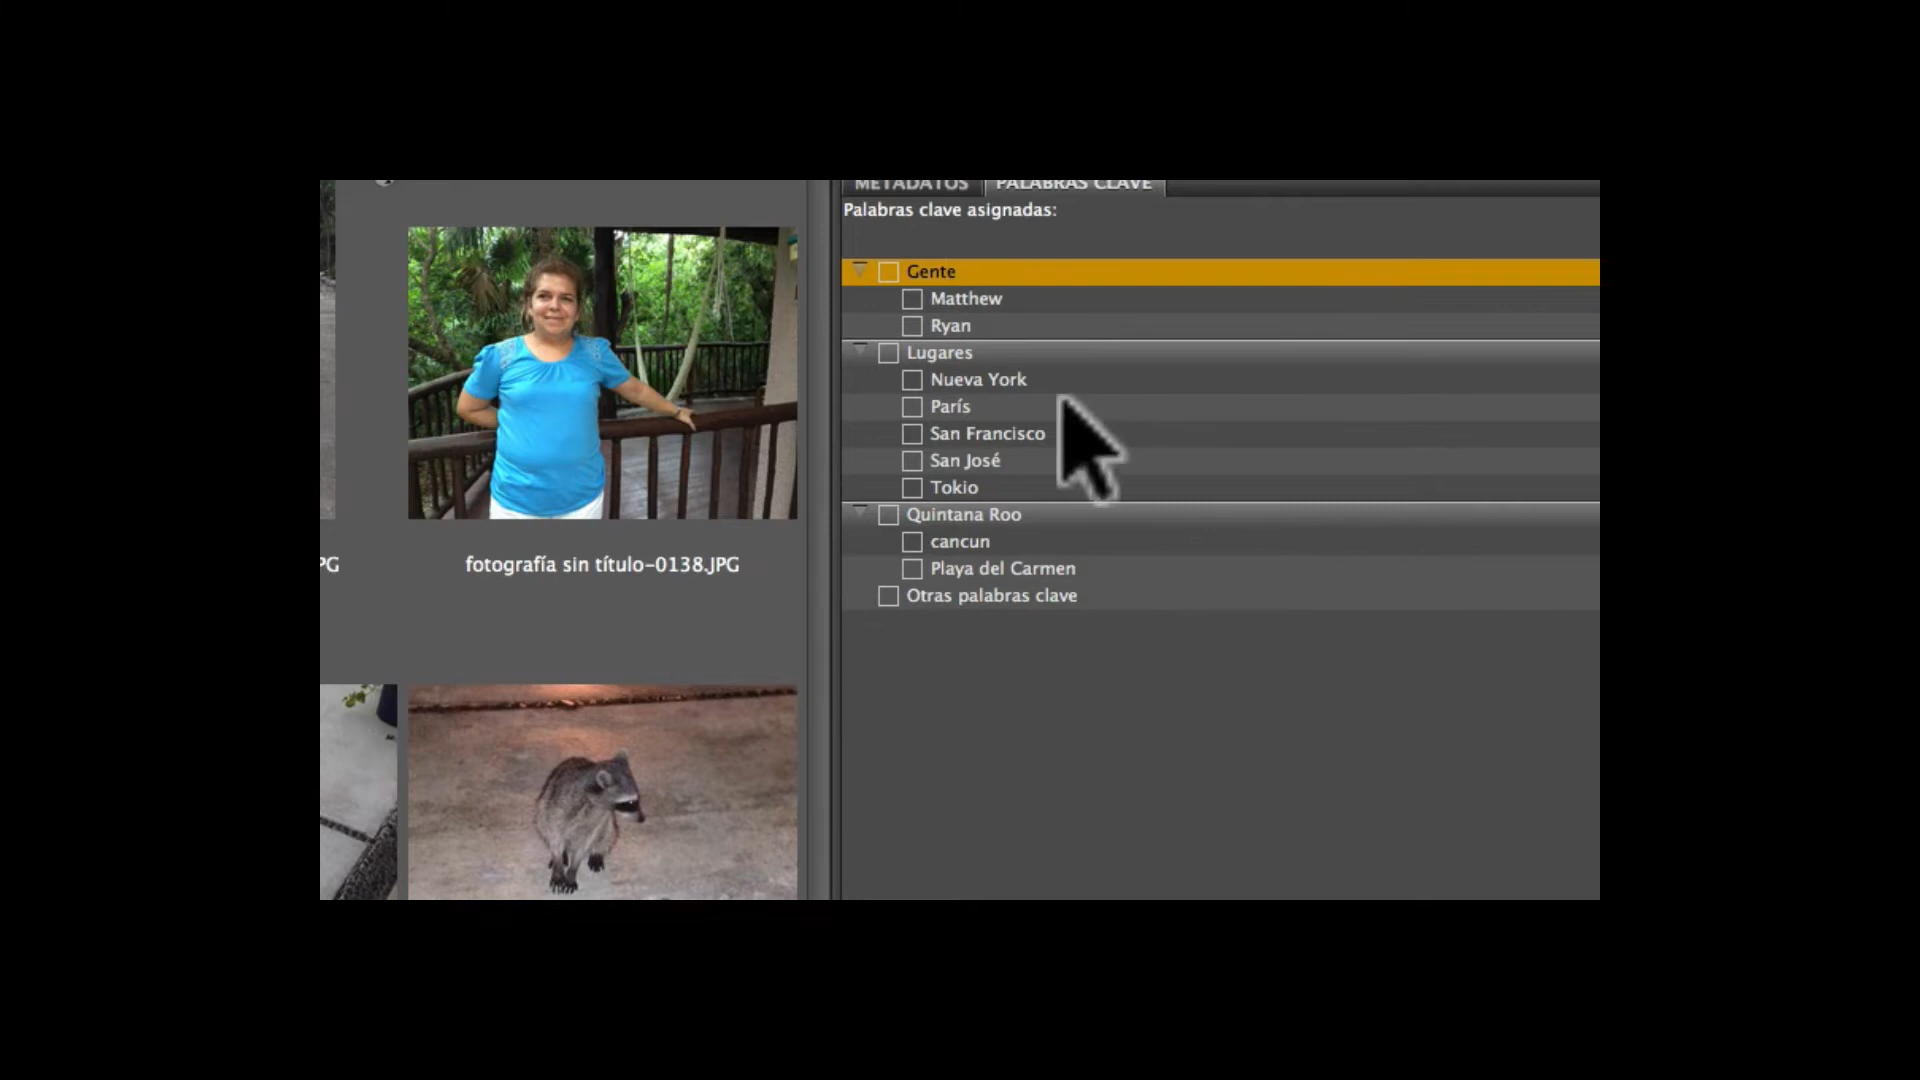 METADATOS
PALABRAS CLAVE
Palabras clave asignadas:
Gente
Matthew
Ryan
Lugares
Nueva York
París
San Francisco
San José
Tokio
Quintana Roo
cancun
Playa del Carmen
Otras palabras clave
PG
fotografía sin título-0138.JPG